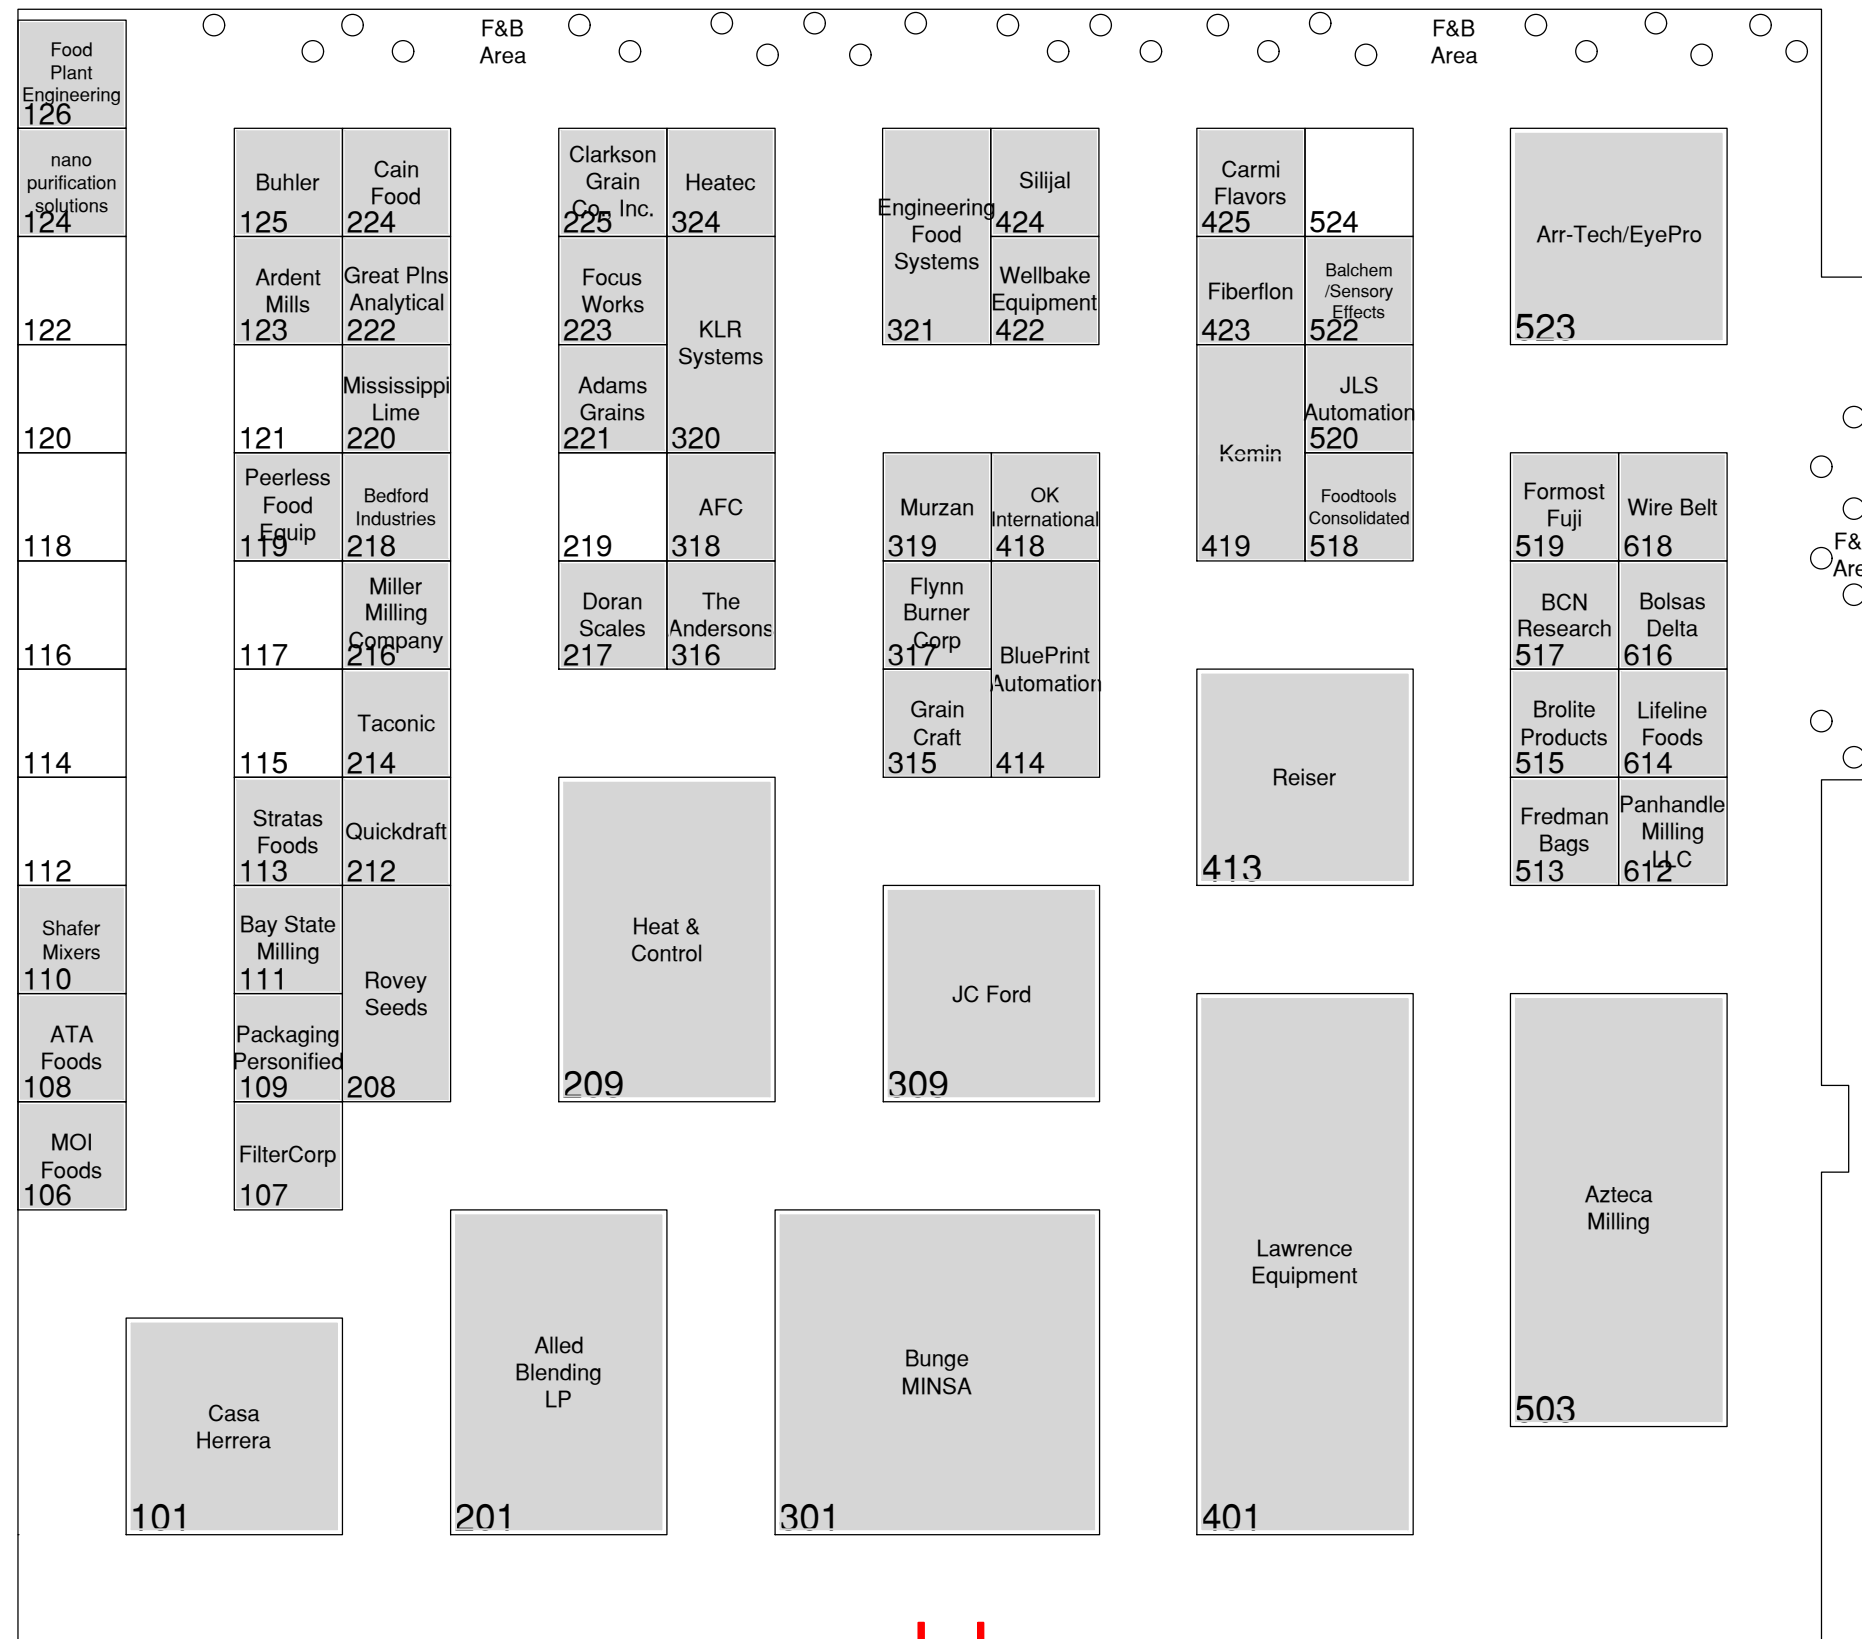 F&B
Area
F&B
Area
Food
Plant
Engineering
126
nano
purification
solutions
124
122
120
118
116
114
112
Shafer
Mixers
110
ATA
Foods
108
MOI
Foods
106
Buhler
125
Cain
Food
224
Ardent
Mills
123
Great Plns
Analytical
222
121
Mississippi
Lime
220
Peerless
Food
Equip
119
Bedford
Industries
218
117
Miller
Milling
Company
216
115
Taconic
214
Stratas
Foods
113
Quickdraft
212
Bay State
Milling
111
Rovey
Seeds
208
Packaging
Personified
109
FilterCorp
107
Clarkson
Grain
Co., Inc.
225
Heatec
324
Focus
Works
223
KLR
Systems
320
Adams
Grains
221
219
AFC
318
Doran
Scales
217
The
Andersons
316
Heat &
Control
209
Engineering
Food
Systems
321
Silijal
424
Wellbake
Equipment
422
Murzan
319
OK
International
418
Flynn
Burner
Corp
317
BluePrint
Automation
414
Grain
Craft
315
JC Ford
309
Carmi
Flavors
425
524
Fiberflon
423
Balchem
/Sensory
Effects
522
Kemin
419
JLS
Automation
520
Foodtools
Consolidated
518
Reiser
413
Arr-Tech/EyePro
523
Formost
Fuji
519
Wire Belt
618
BCN
Research
517
Bolsas
Delta
616
Brolite
Products
515
Lifeline
Foods
614
Fredman
Bags
513
Panhandle
Milling
LLC
612
F&
Are
Casa
Herrera
101
Alled
Blending
LP
201
Bunge
MINSA
301
Lawrence
Equipment
401
Azteca
Milling
503